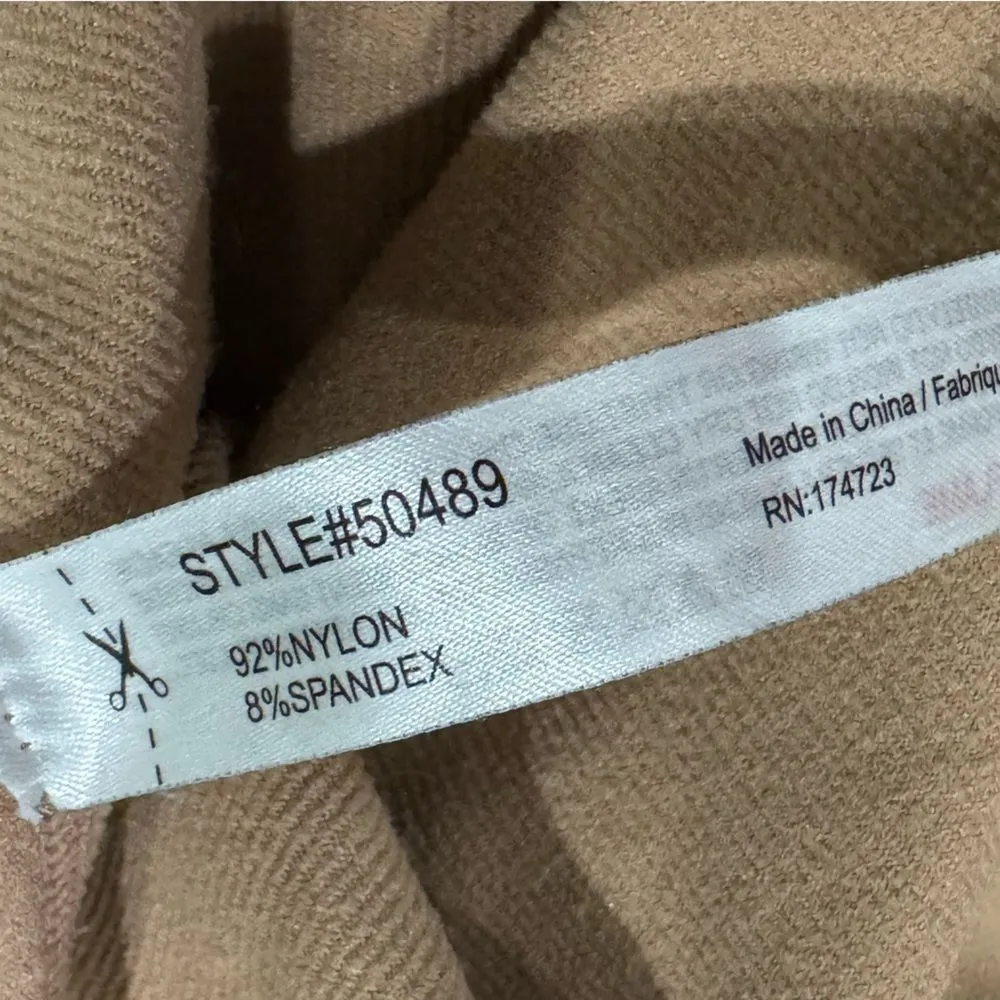 STYLE#50489
92%NYLON
8%SPANDEX
Made in China / Fabriqu
RN:174723